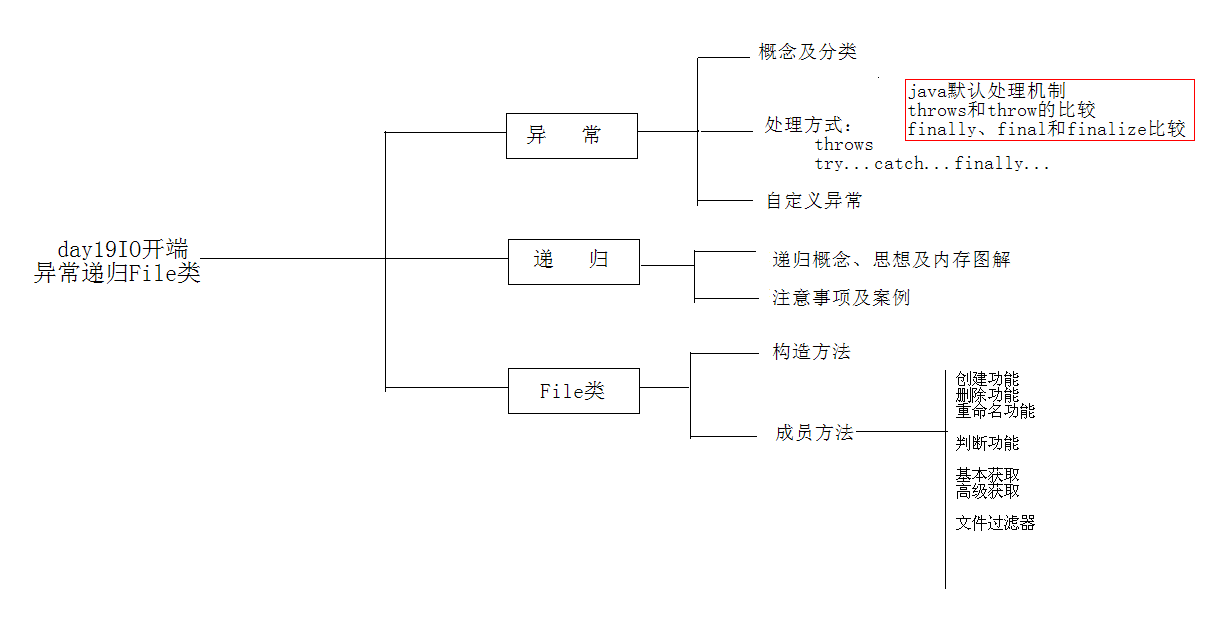 day19IO开端
异常递归File类
异 常
概念及分类
处理方式:
throws
try...catch...finally...
java默认处理机制
throws和throw的比较
finally、final和finalize比较
自定义异常
递 归
递归概念、思想及内存图解
注意事项及案例
File类
构造方法
成员方法
创建功能
删除功能
重命名功能
判断功能
基本获取
高级获取
文件过滤器